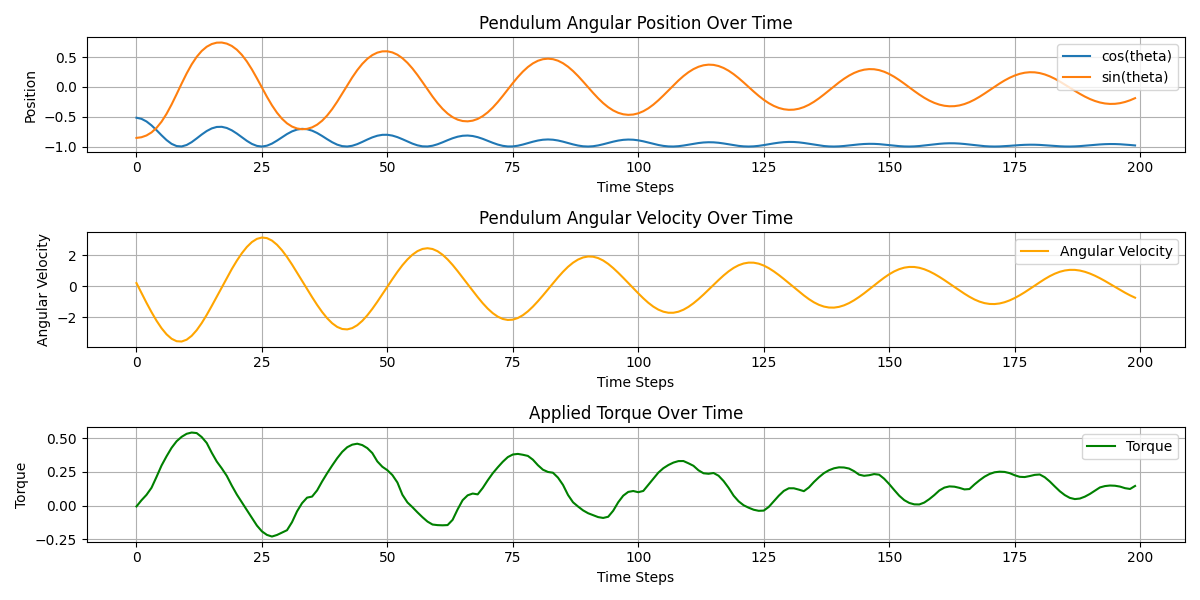 Pendulum Angular Position Over Time
Position
0.5
0.0
−0.5
−1.0
cos(theta)
sin(theta)
0 25 50 75 100 125 150 175 200
Time Steps
Pendulum Angular Velocity Over Time
Angular Velocity
2
0
−2
Angular Velocity
0 25 50 75 100 125 150 175 200
Time Steps
Applied Torque Over Time
Torque
0.50
0.25
0.00
−0.25
Torque
0 25 50 75 100 125 150 175 200
Time Steps